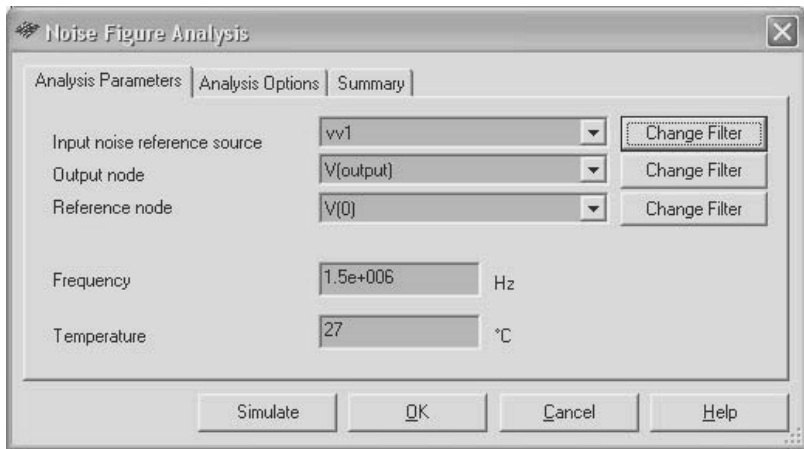 Noise Figure Analysis
Analysis Parameters Analysis Options Summary
Input noise reference source vv1 Change Filter
Output node V(output) Change Filter
Reference node V(0) Change Filter
Frequency 1.5e+006 Hz
Temperature 27 °C
Simulate OK Cancel Help